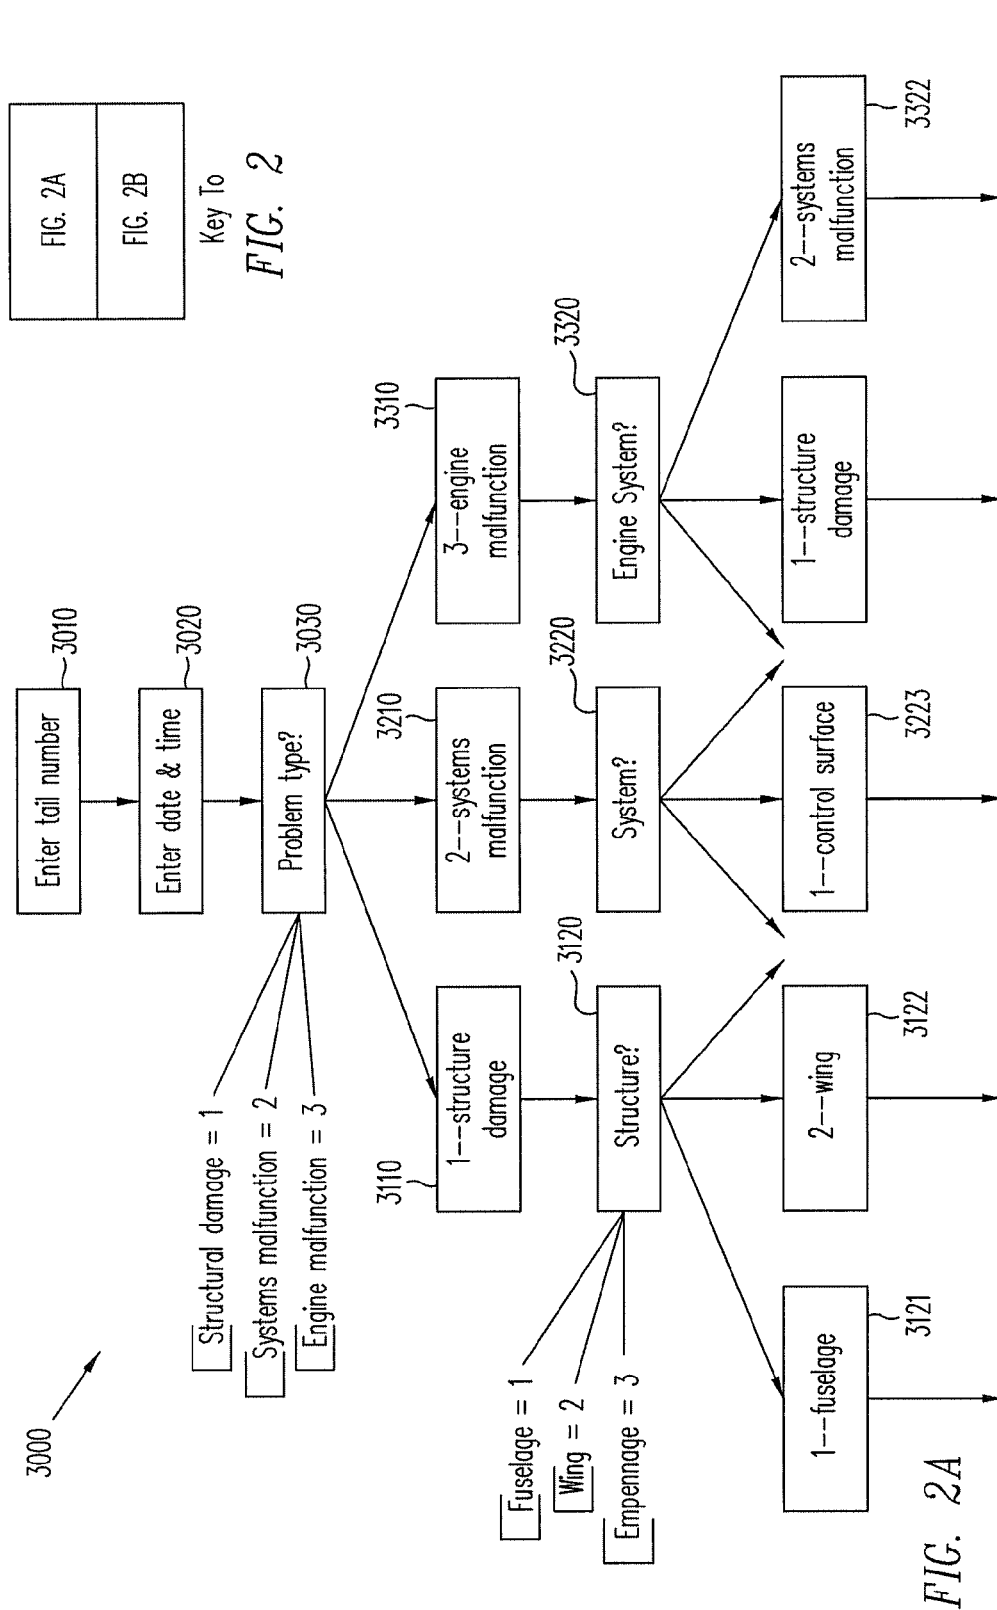 FIG. 2A
FIG. 2B
Key To
FIG. 2
3000
Enter tail number
3010
Enter date & time
3020
Problem type?
3030
Structural damage = 1
Systems malfunction = 2
Engine malfunction = 3
3110
1---structure
damage
3210
2---systems
malfunction
3310
3---engine
malfunction
Structure?
3120
System?
3220
Engine System?
3320
Fuselage = 1
Wing = 2
Empennage = 3
1---fuselage
3121
2---wing
3122
1---control surface
3223
1---structure
damage
2---systems
malfunction
3322
FIG. 2A